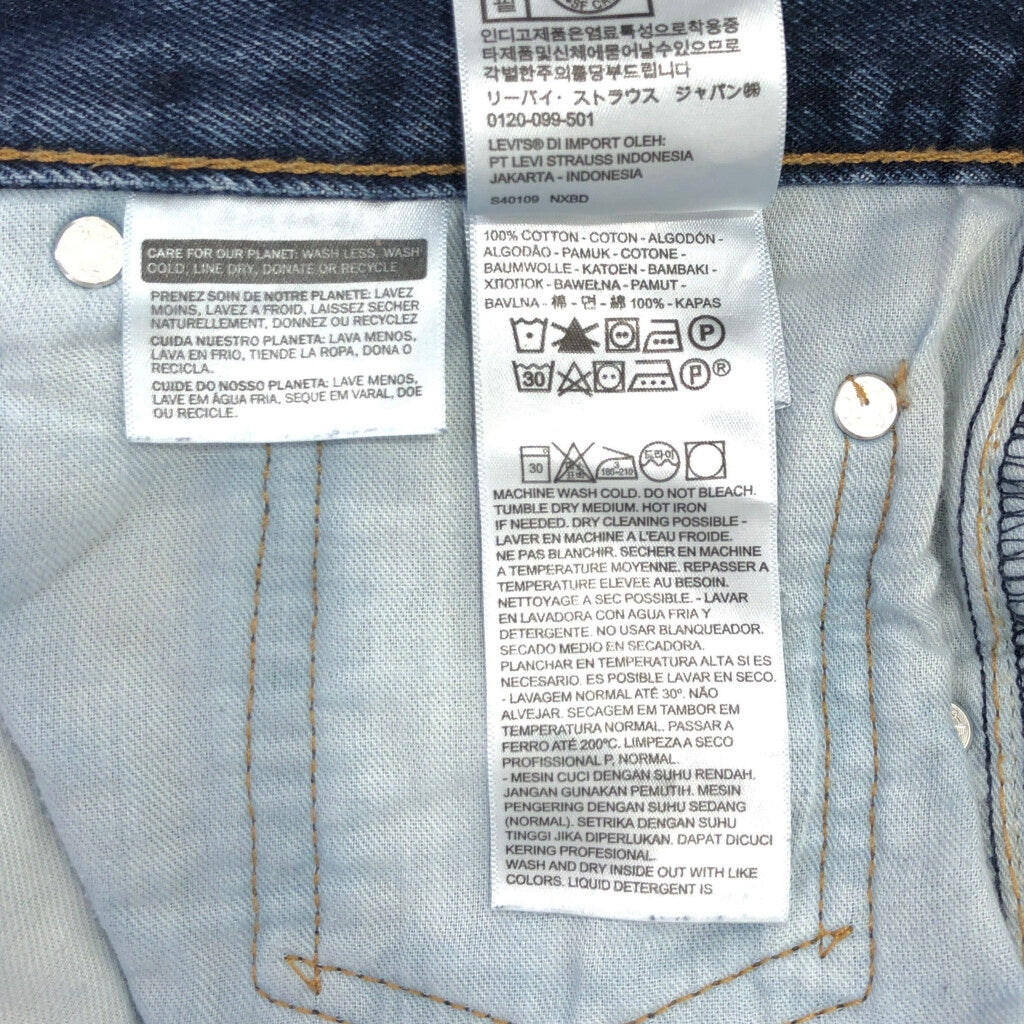 SF CR
인디고제품은염료특성으로착용중
타제품및신체에묻어날수있으므로
각별한주의를당부드립니다
リーバイ・ストラウス ジャパン㈱
0120-099-501
LEVI'S® DI IMPORT OLEH:
PT LEVI STRAUSS INDONESIA
JAKARTA - INDONESIA
S40109 NXBD
CARE FOR OUR PLANET: WASH LESS, WASH
COLD, LINE DRY, DONATE OR RECYCLE
PRENEZ SOIN DE NOTRE PLANETE: LAVEZ
MOINS, LAVEZ A FROID, LAISSEZ SECHER
NATURELLEMENT, DONNEZ OU RECYCLEZ
CUIDA NUESTRO PLANETA: LAVA MENOS,
LAVA EN FRIO, TIENDE LA ROPA, DONA O
RECICLA.
CUIDE DO NOSSO PLANETA: LAVE MENOS,
LAVE EM ÁGUA FRIA, SEQUE EM VARAL, DOE
OU RECICLE.
100% COTTON - COTON - ALGODÓN -
ALGODÃO - PAMUK - COTONE -
BAUMWOLLE - KATOEN - BAMBAKI -
ХЛОПОК - BAWEŁNA - PAMUT -
BAVLNA - 棉 - 면 - 綿 100% - KAPAS
P
30 P ®
30 3 180~210 드라이
MACHINE WASH COLD. DO NOT BLEACH.
TUMBLE DRY MEDIUM. HOT IRON
IF NEEDED. DRY CLEANING POSSIBLE -
LAVER EN MACHINE A L'EAU FROIDE.
NE PAS BLANCHIR. SECHER EN MACHINE
A TEMPERATURE MOYENNE. REPASSER A
TEMPERATURE ELEVEE AU BESOIN.
NETTOYAGE A SEC POSSIBLE. - LAVAR
EN LAVADORA CON AGUA FRIA Y
DETERGENTE. NO USAR BLANQUEADOR.
SECADO MEDIO EN SECADORA.
PLANCHAR EN TEMPERATURA ALTA SI ES
NECESARIO. ES POSIBLE LAVAR EN SECO.
- LAVAGEM NORMAL ATÉ 30º. NÃO
ALVEJAR. SECAGEM EM TAMBOR EM
TEMPERATURA NORMAL. PASSAR A
FERRO ATÉ 200ºC. LIMPEZA A SECO
PROFISSIONAL P, NORMAL.
- MESIN CUCI DENGAN SUHU RENDAH.
JANGAN GUNAKAN PEMUTIH. MESIN
PENGERING DENGAN SUHU SEDANG
(NORMAL). SETRIKA DENGAN SUHU
TINGGI JIKA DIPERLUKAN. DAPAT DICUCI
KERING PROFESIONAL.
WASH AND DRY INSIDE OUT WITH LIKE
COLORS. LIQUID DETERGENT IS